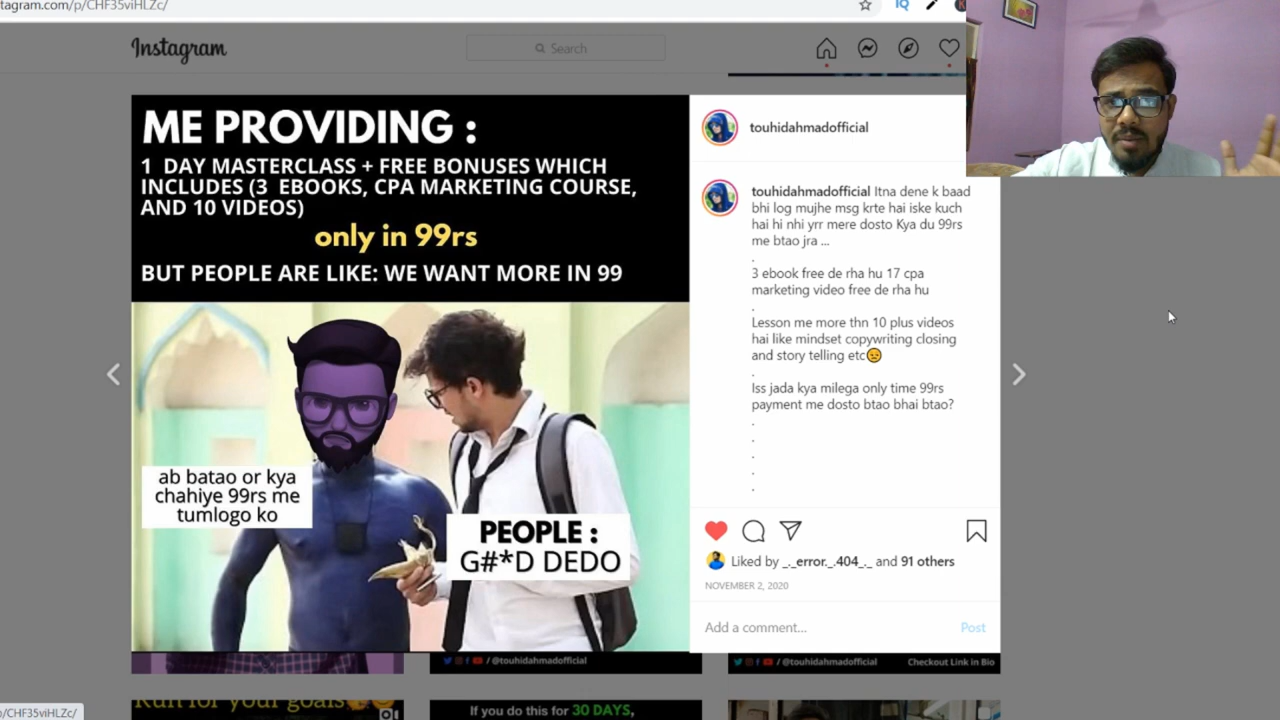 stagram.com/p/CHF35viHLZc/
IQ
Instagram
Search
ME PROVIDING :
1 DAY MASTERCLASS + FREE BONUSES WHICH
INCLUDES (3 EBOOKS, CPA MARKETING COURSE,
AND 10 VIDEOS)
only in 99rs
BUT PEOPLE ARE LIKE: WE WANT MORE IN 99
ab batao or kya
chahiye 99rs me
tumlogo ko
PEOPLE :
G#*D DEDO
touhidahmadofficial
touhidahmadofficial Itna dene k baad
bhi log mujhe msg krte hai iske kuch
hai hi nhi yrr mere dosto Kya du 99rs
me btao jra ...
.
3 ebook free de rha hu 17 cpa
marketing video free de rha hu
.
Lesson me more thn 10 plus videos
hai like mindset copywriting closing
and story telling etc😥
.
Iss jada kya milega only time 99rs
payment me dosto btao bhai btao?
.
.
.
.
.
Liked by _._error._.404_._ and 91 others
NOVEMBER 2, 2020
Add a comment... Post
/@touhidahmadofficial
/@touhidahmadofficial Checkout Link in Bio
Run for your goals
If you do this for 30 DAYS,
p/CHF35viHLZc/